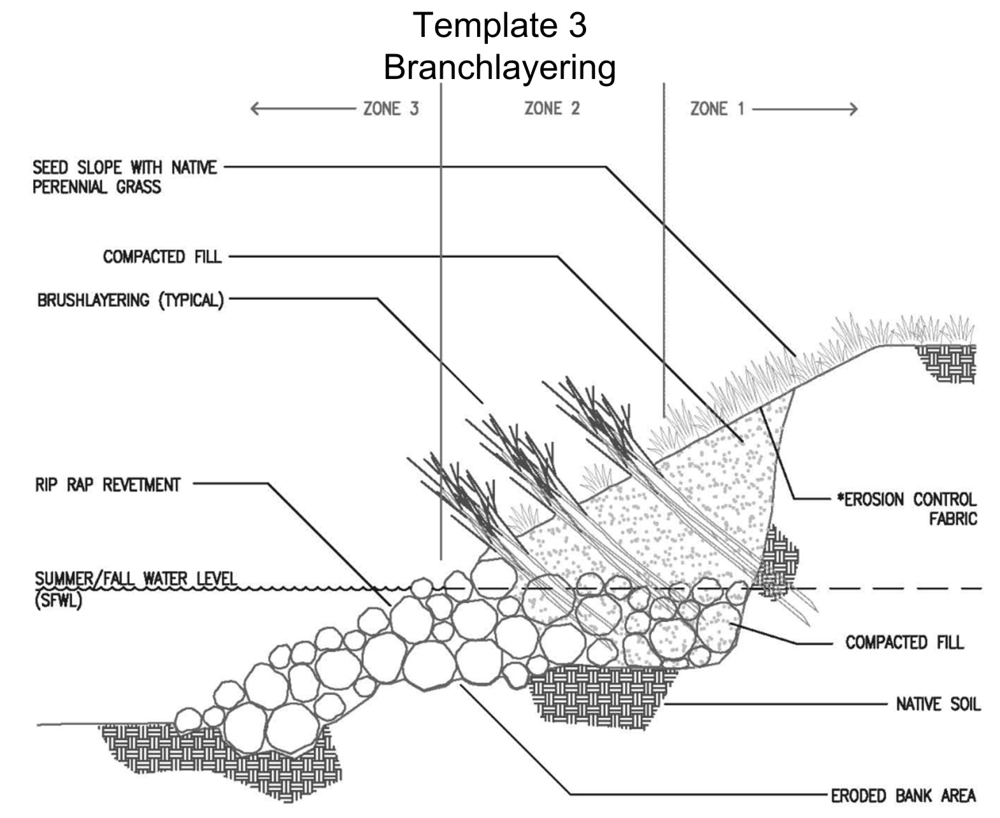 Template 3
Branchlayering
ZONE 3
ZONE 2
ZONE 1
SEED SLOPE WITH NATIVE
PERENNIAL GRASS
COMPACTED FILL
BRUSHLAYERING (TYPICAL)
RIP RAP REVETMENT
*EROSION CONTROL
FABRIC
SUMMER/FALL WATER LEVEL
(SFWL)
COMPACTED FILL
NATIVE SOIL
ERODED BANK AREA